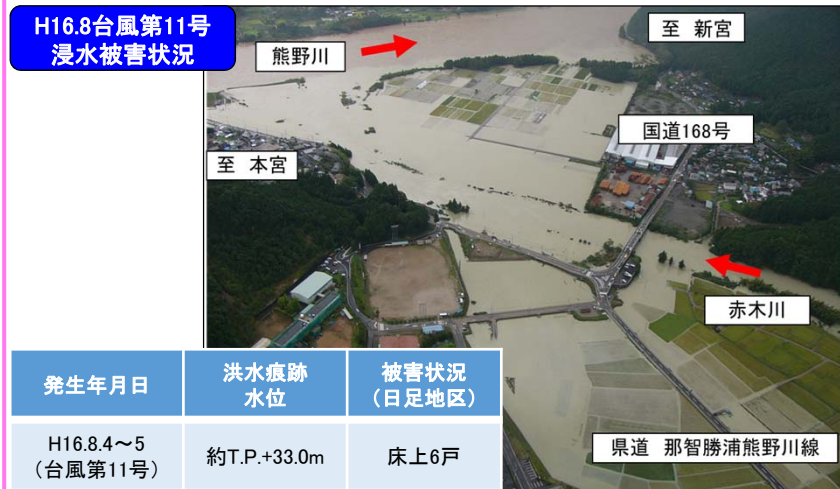 H16.8台風第11号
浸水被害状況
熊野川
至 新宮
国道168号
至 本宮
赤木川
発生年月日
洪水痕跡
水位
被害状況
（日足地区）
H16.8.4～5
（台風第11号）
約T.P.+33.0m
床上6戸
県道 那智勝浦熊野川線